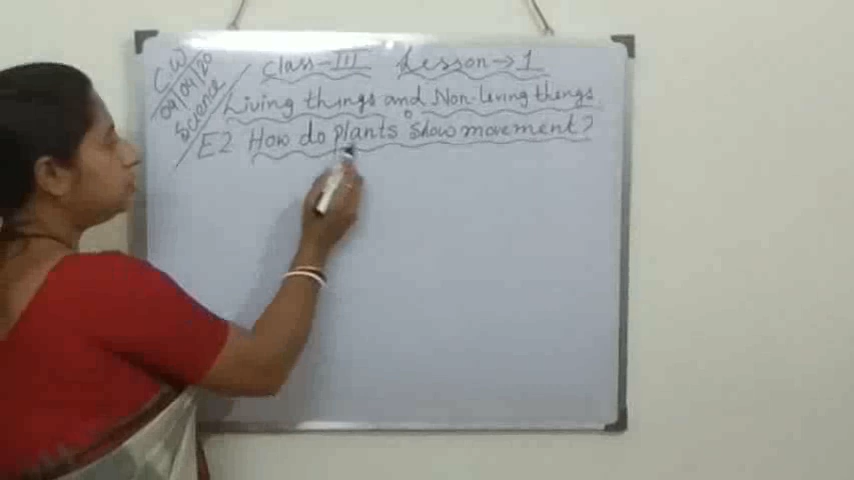 C.W
09/04/20
Science
Class-III Lesson→1
Living things and Non-living things
E2 How do plants show movement?